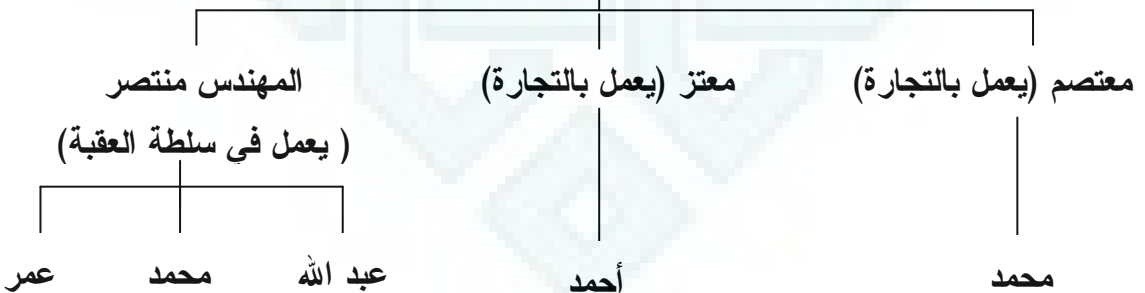 معتصم (يعمل بالتجارة)
معتز (يعمل بالتجارة)
المهندس منتصر
( يعمل في سلطة العقبة)
محمد
أحمد
عبد الله
محمد
عمر